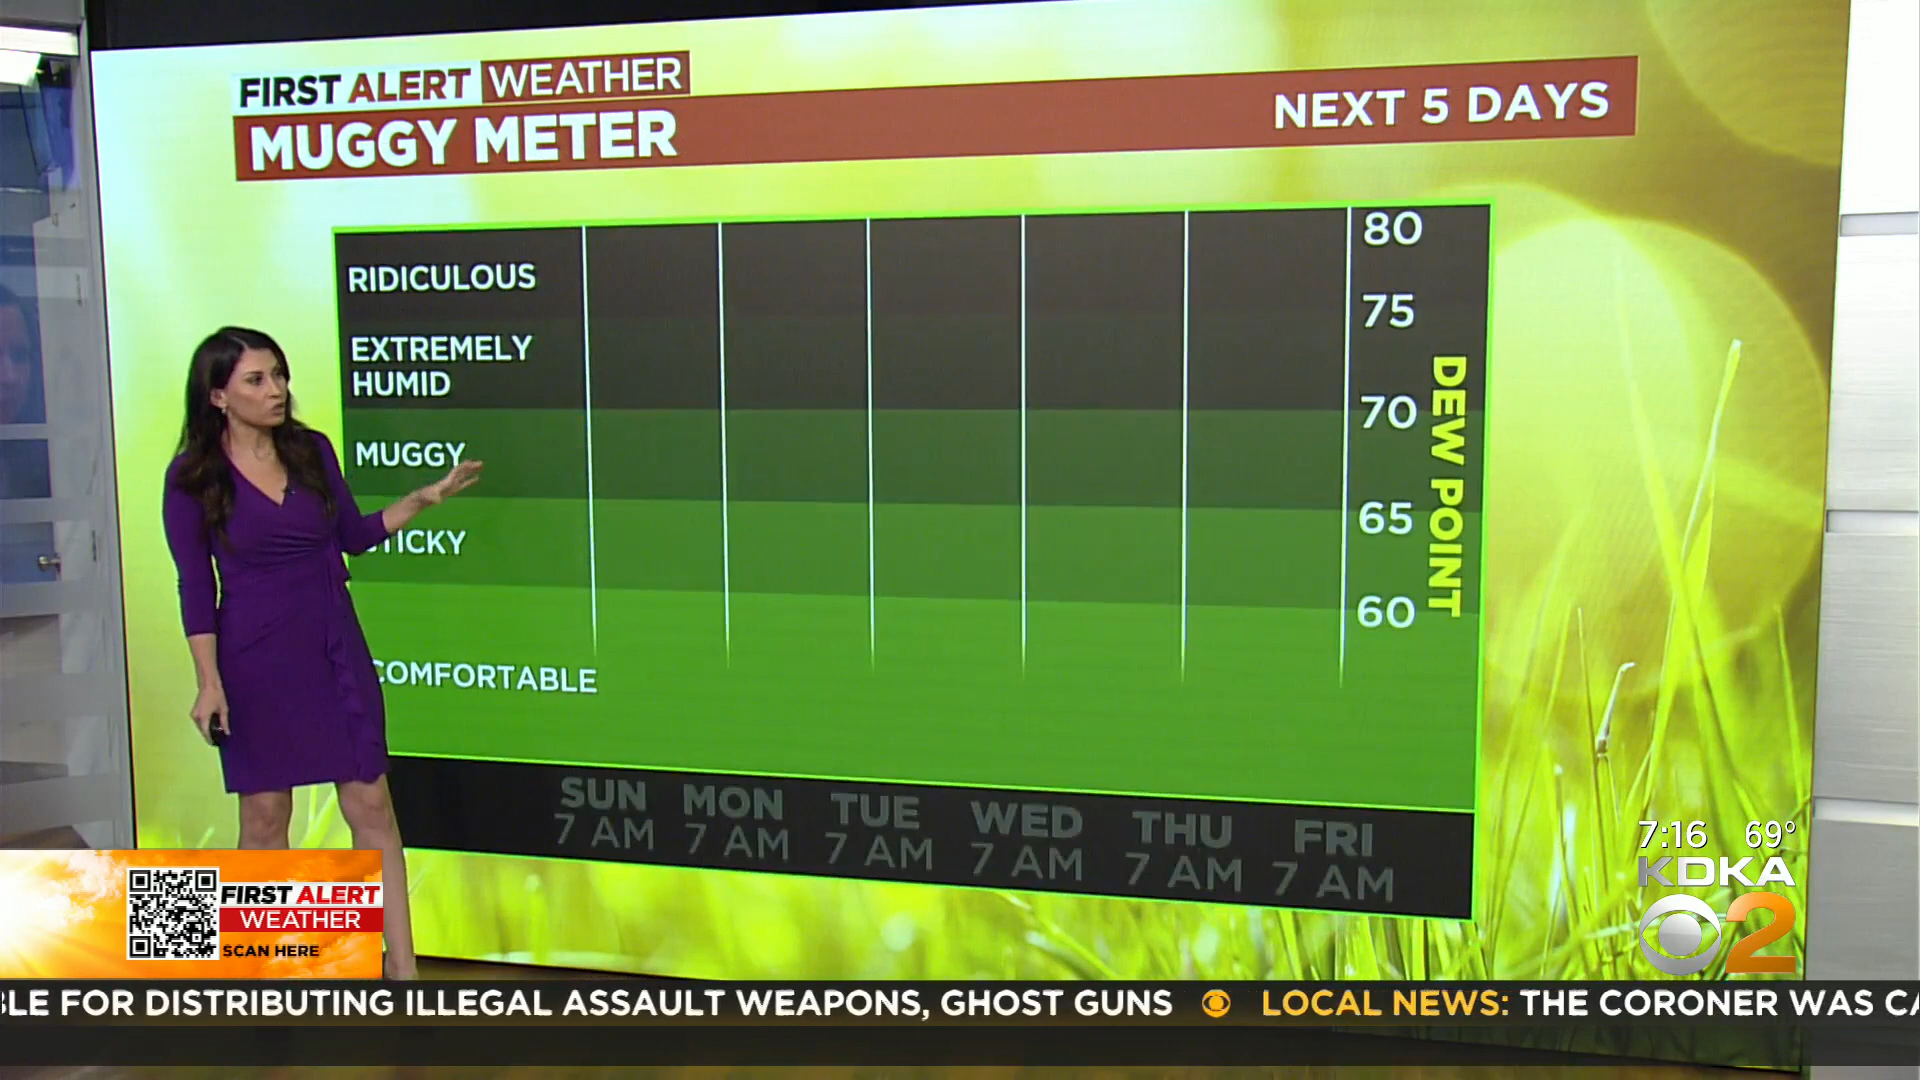 FIRST ALERT WEATHER
MUGGY METER
NEXT 5 DAYS
RIDICULOUS
EXTREMELY
HUMID
MUGGY
STICKY
COMFORTABLE
80
75
70
65
60
DEW POINT
SUN MON TUE WED THU FRI
7 AM 7 AM 7 AM 7 AM 7 AM 7 AM
7:16 69°
KDKA
2
FIRST ALERT
WEATHER
SCAN HERE
FOR DISTRIBUTING ILLEGAL ASSAULT WEAPONS, GHOST GUNS LOCAL NEWS: THE CORONER WAS